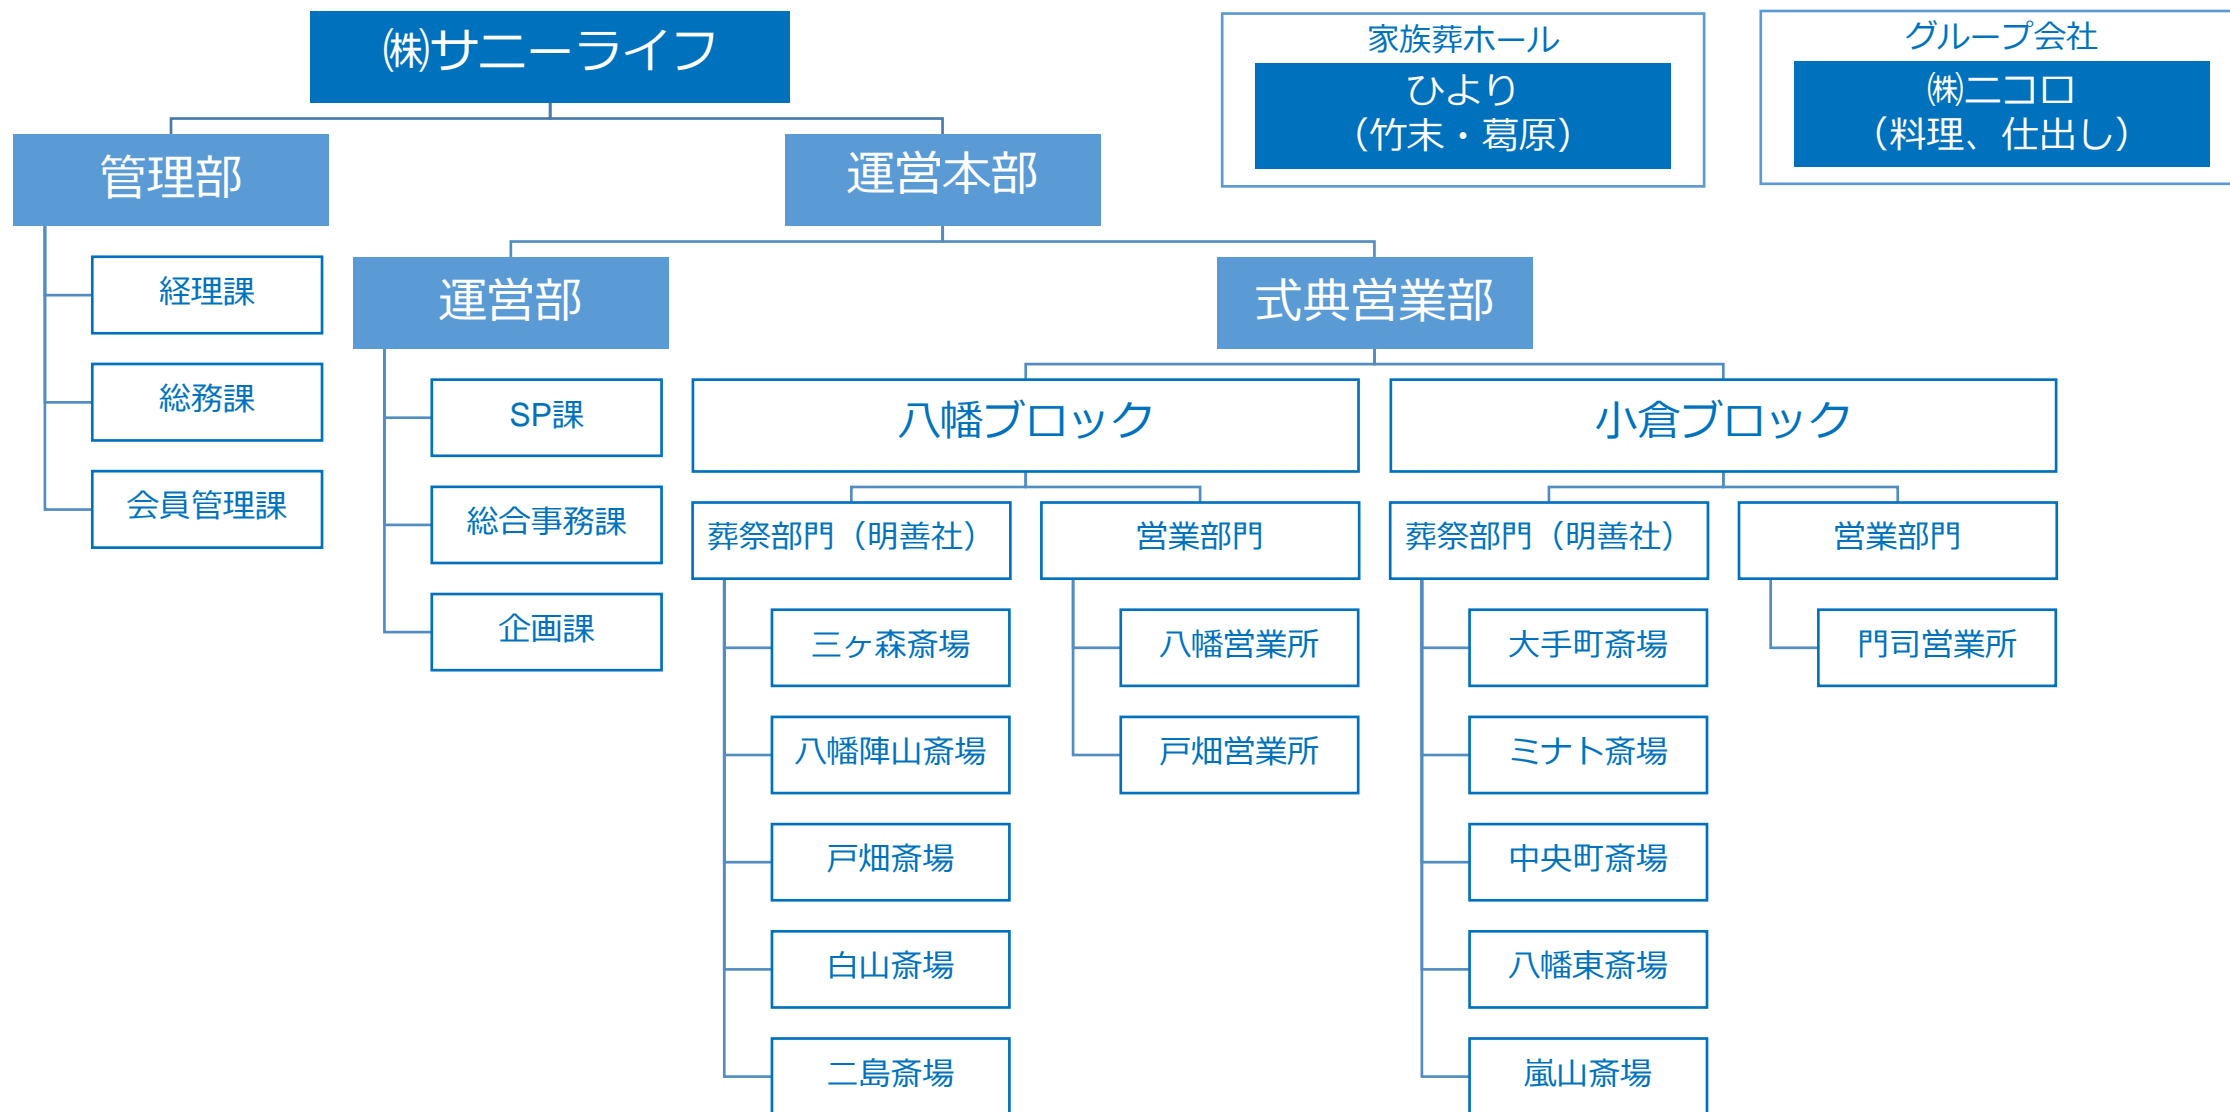 ㈱サニーライフ
家族葬ホール
ひより
（竹末・葛原）
グループ会社
㈱ニコロ
（料理、仕出し）
管理部
運営本部
経理課
総務課
会員管理課
運営部
式典営業部
SP課
総合事務課
企画課
八幡ブロック
小倉ブロック
葬祭部門（明善社）
営業部門
葬祭部門（明善社）
営業部門
三ヶ森斎場
八幡陣山斎場
戸畑斎場
白山斎場
二島斎場
八幡営業所
戸畑営業所
大手町斎場
ミナト斎場
中央町斎場
八幡東斎場
嵐山斎場
門司営業所